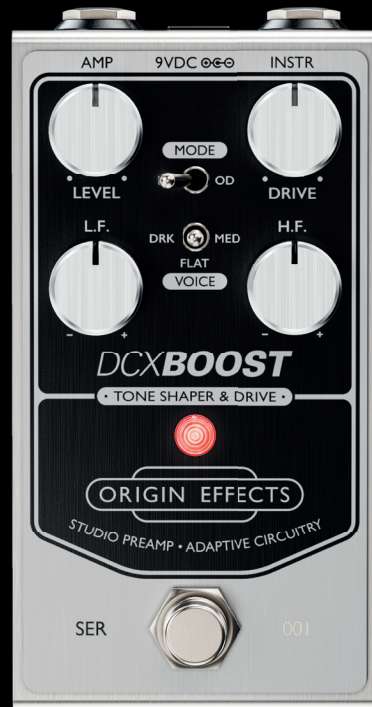 AMP 9VDC INSTR
MODE
OD
LEVEL DRIVE
L.F. H.F.
DRK MED
FLAT
VOICE
- + - +
DCXBOOST
• TONE SHAPER & DRIVE •
ORIGIN EFFECTS
STUDIO PREAMP • ADAPTIVE CIRCUITRY
SER 001